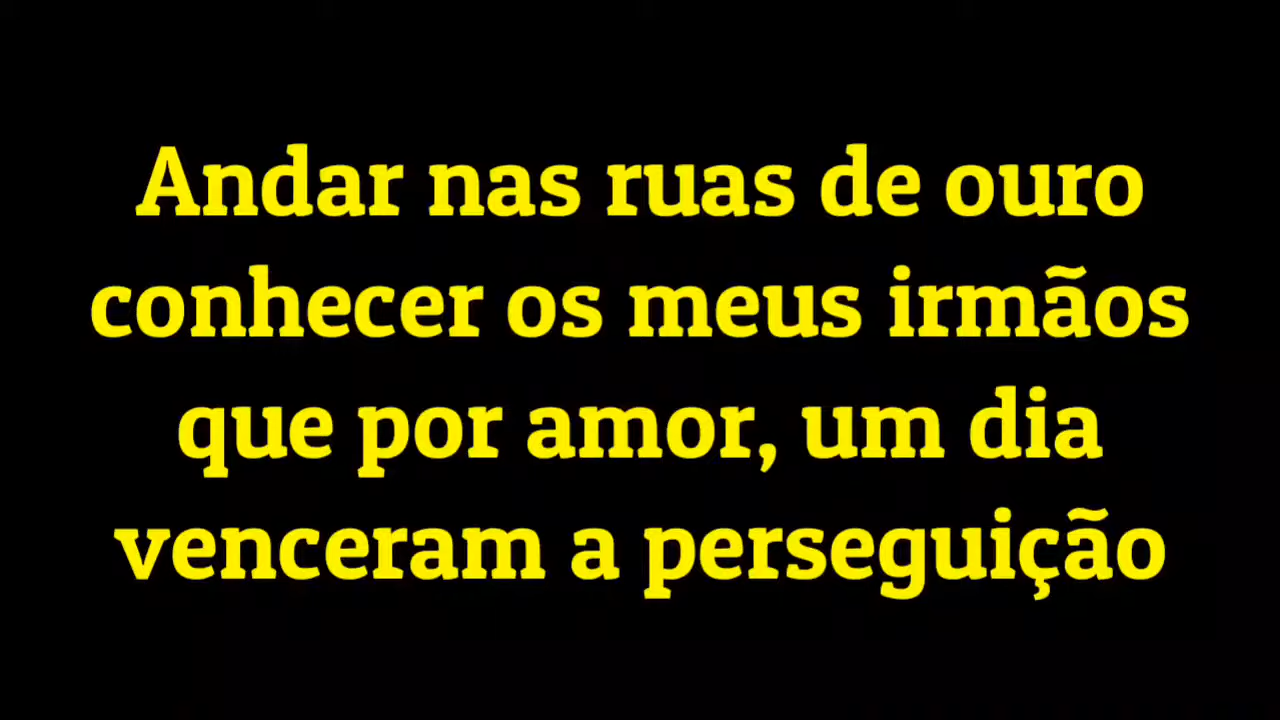 Andar nas ruas de ouro
conhecer os meus irmãos
que por amor, um dia
venceram a perseguição